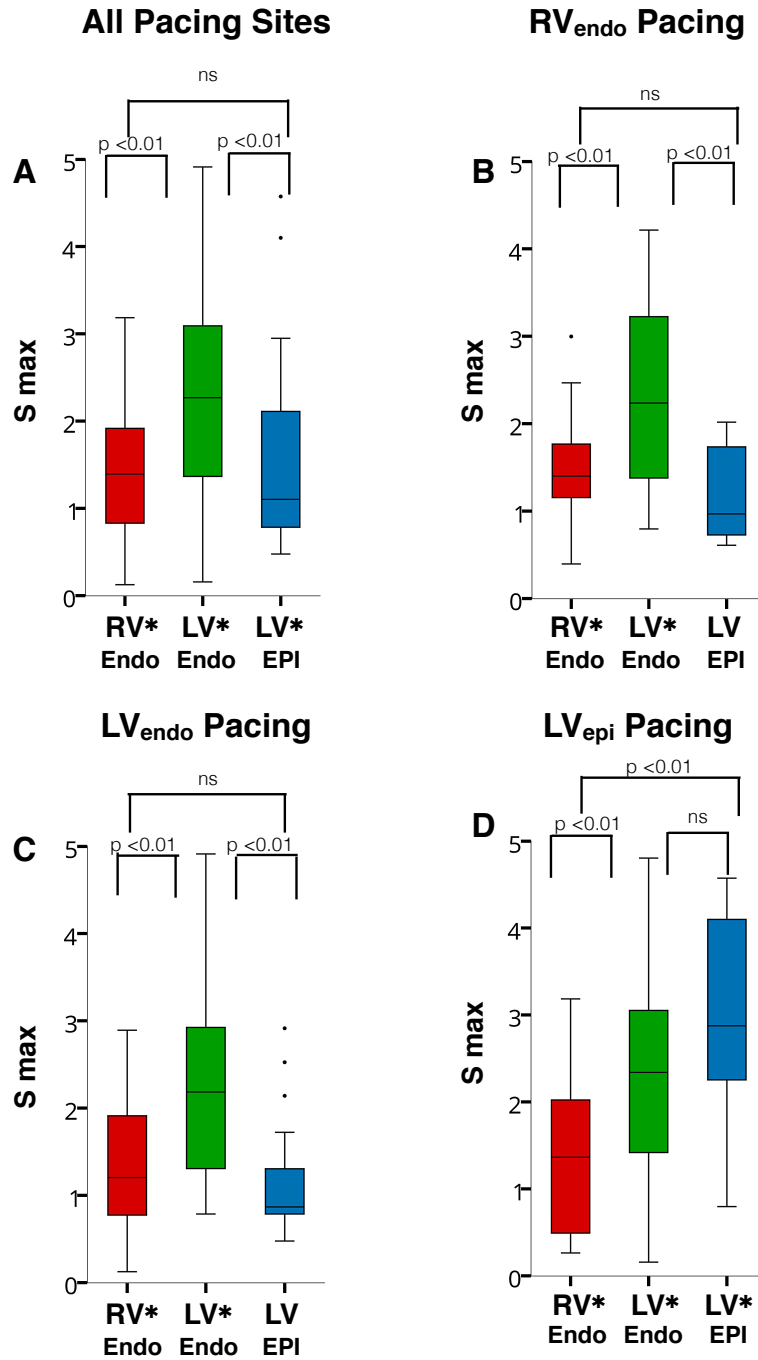 All Pacing Sites
ns
p <0.01
p <0.01
A
5
4
3
2
1
0
S max
RV* LV* LV*
Endo Endo EPI
RVendo Pacing
ns
p <0.01
p <0.01
B
5
4
3
2
1
0
S max
RV* LV* LV
Endo Endo EPI
LVendo Pacing
ns
p <0.01
p <0.01
C
5
4
3
2
1
0
S max
RV* LV* LV
Endo Endo EPI
LVepi Pacing
p <0.01
p <0.01
ns
D
5
4
3
2
1
0
S max
RV* LV* LV*
Endo Endo EPI